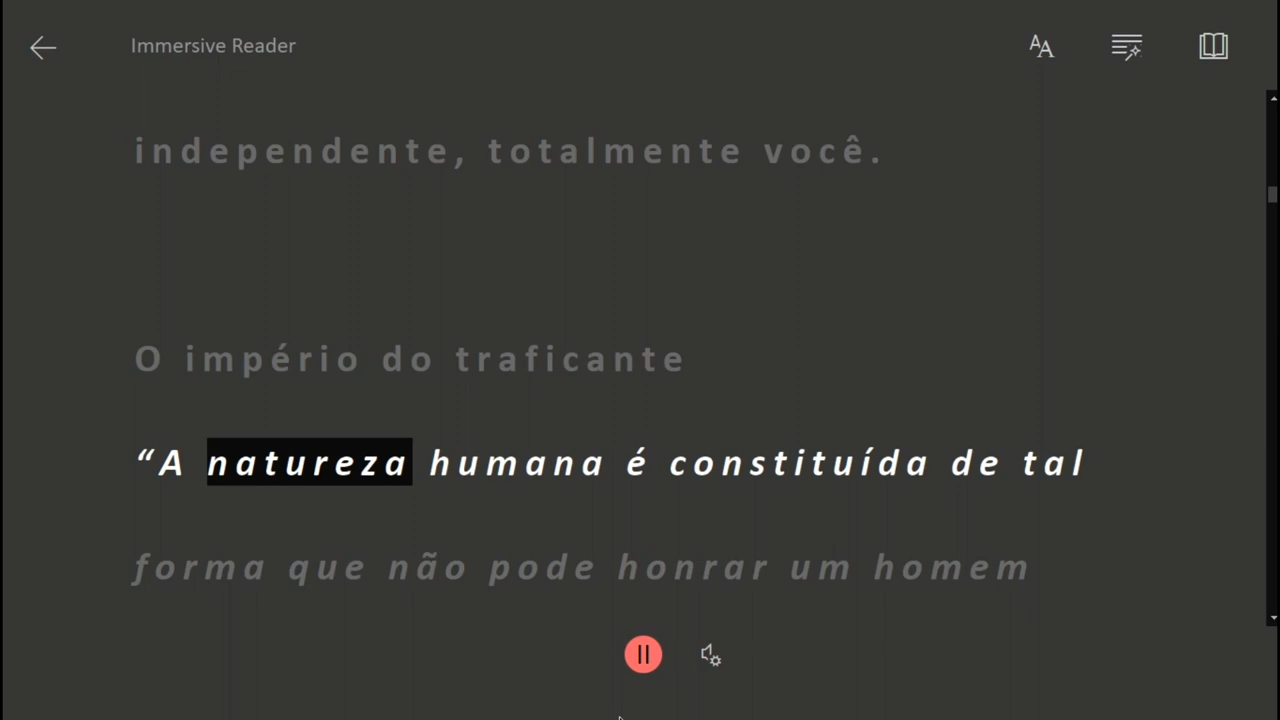 Immersive Reader
independente, totalmente você.
O império do traficante
“A natureza humana é constituída de tal
forma que não pode honrar um homem